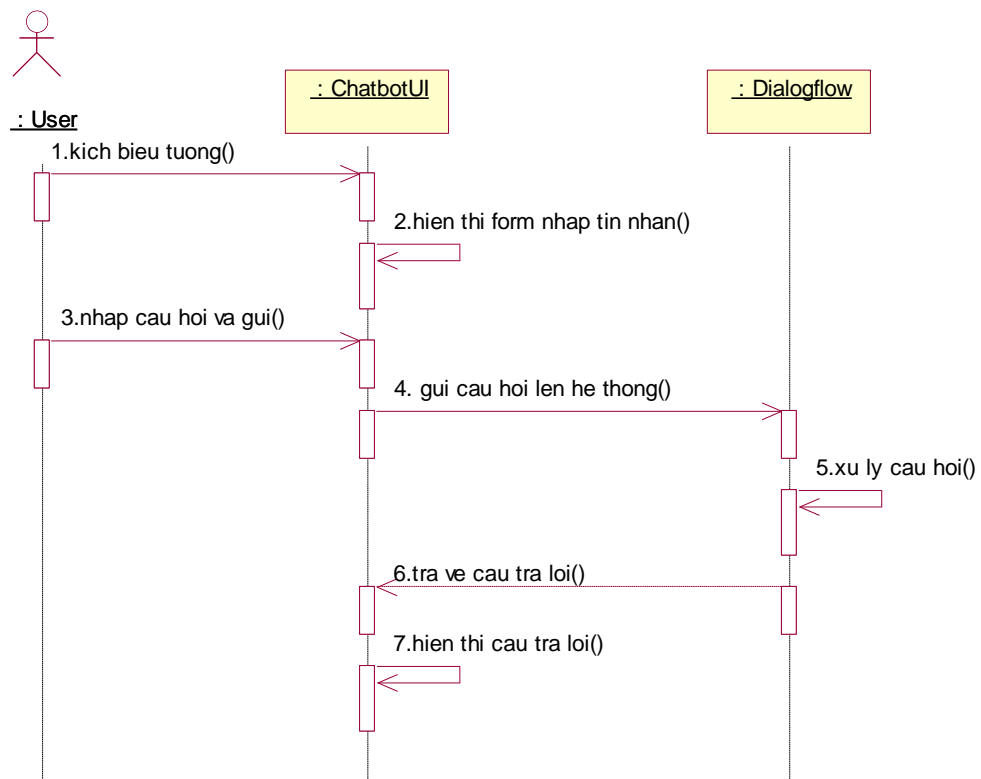 : ChatbotUI
: Dialogflow
: User
1.kich bieu tuong()
2.hien thi form nhap tin nhan()
3.nhap cau hoi va gui()
4. gui cau hoi len he thong()
5.xu ly cau hoi()
6.tra ve cau tra loi()
7.hien thi cau tra loi()